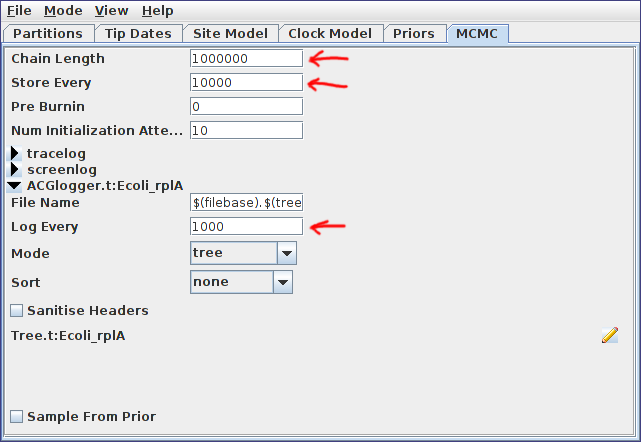 File Mode View Help
Partitions Tip Dates Site Model Clock Model Priors MCMC
Chain Length 1000000
Store Every 10000
Pre Burnin 0
Num Initialization Atte... 10
tracelog
screenlog
ACGlogger.t:Ecoli_rplA
File Name $(filebase).$(tree
Log Every 1000
Mode tree
Sort none
Sanitise Headers
Tree.t:Ecoli_rplA
Sample From Prior